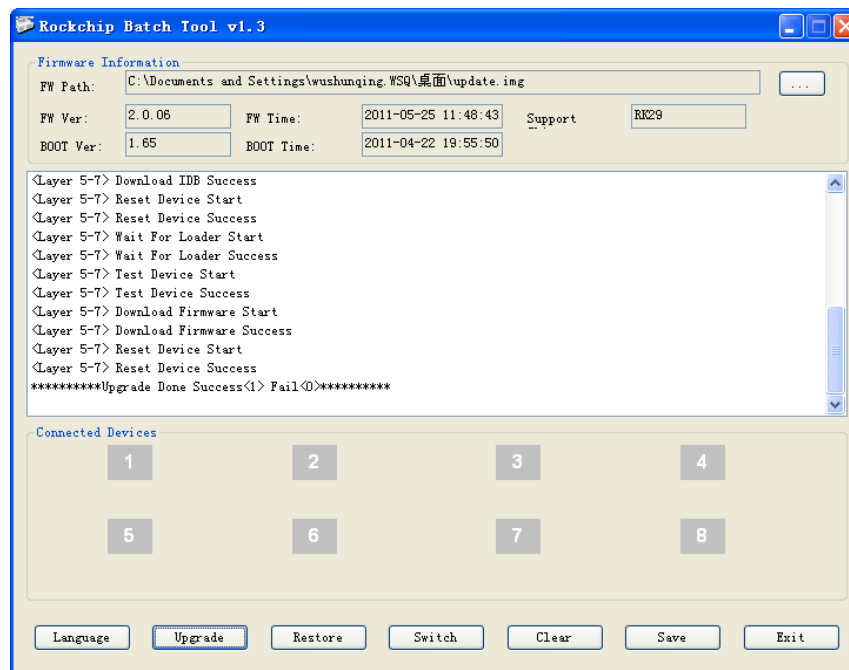 Rockchip Batch Tool v1.3
Firmware Information
FW Path: C:\Documents and Settings\wushunqing.WSQ\桌面\update.img ...
FW Ver: 2.0.06 FW Time: 2011-05-25 11:48:43 Support RK29
BOOT Ver: 1.65 BOOT Time: 2011-04-22 19:55:50
<Layer 5-7> Download IDB Success
<Layer 5-7> Reset Device Start
<Layer 5-7> Reset Device Success
<Layer 5-7> Wait For Loader Start
<Layer 5-7> Wait For Loader Success
<Layer 5-7> Test Device Start
<Layer 5-7> Test Device Success
<Layer 5-7> Download Firmware Start
<Layer 5-7> Download Firmware Success
<Layer 5-7> Reset Device Start
<Layer 5-7> Reset Device Success
**********Upgrade Done Success<1> Fail<0>**********
Connected Devices
1 2 3 4
5 6 7 8
Language Upgrade Restore Switch Clear Save Exit